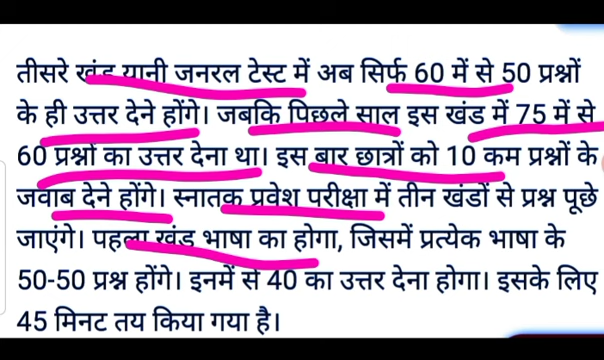 तीसरे खंड यानी जनरल टेस्ट में अब सिर्फ 60 में से 50 प्रश्नों
के ही उत्तर देने होंगे। जबकि पिछले साल इस खंड में 75 में से
60 प्रश्नों का उत्तर देना था। इस बार छात्रों को 10 कम प्रश्नों के
जवाब देने होंगे। स्नातक प्रवेश परीक्षा में तीन खंडों से प्रश्न पूछे
जाएंगे। पहला खंड भाषा का होगा, जिसमें प्रत्येक भाषा के
50-50 प्रश्न होंगे। इनमें से 40 का उत्तर देना होगा। इसके लिए
45 मिनट तय किया गया है।